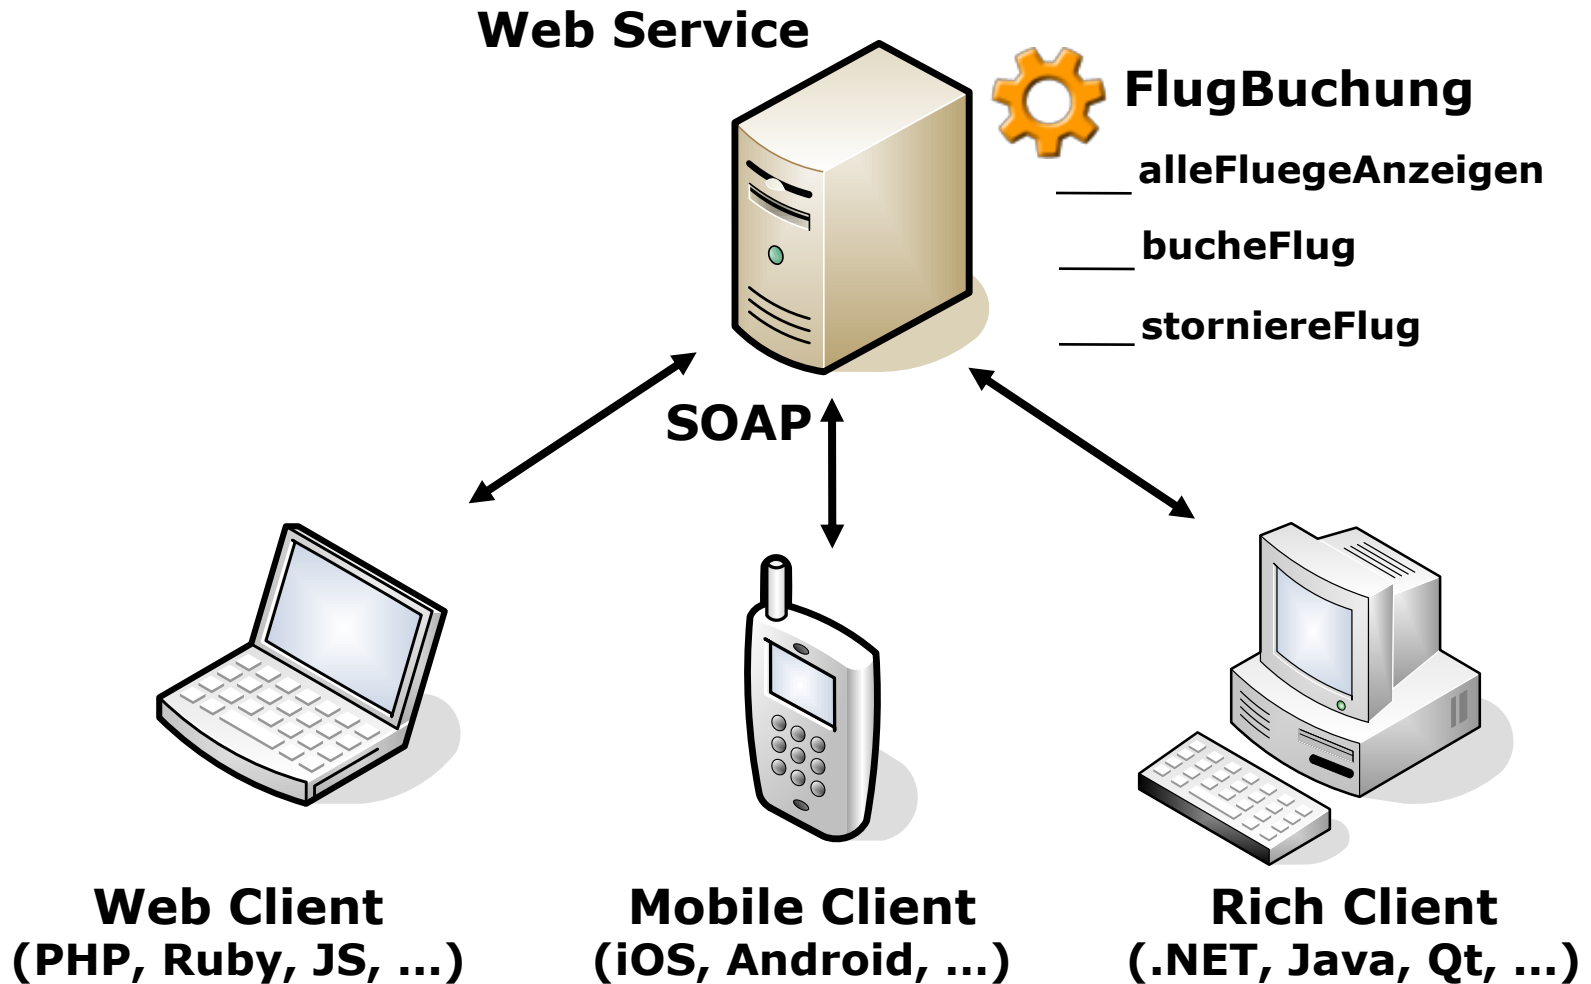 Web Service
FlugBuchung
alleFluegeAnzeigen
bucheFlug
storniereFlug
SOAP
Web Client
(PHP, Ruby, JS, ...)
Mobile Client
(iOS, Android, ...)
Rich Client
(.NET, Java, Qt, ...)